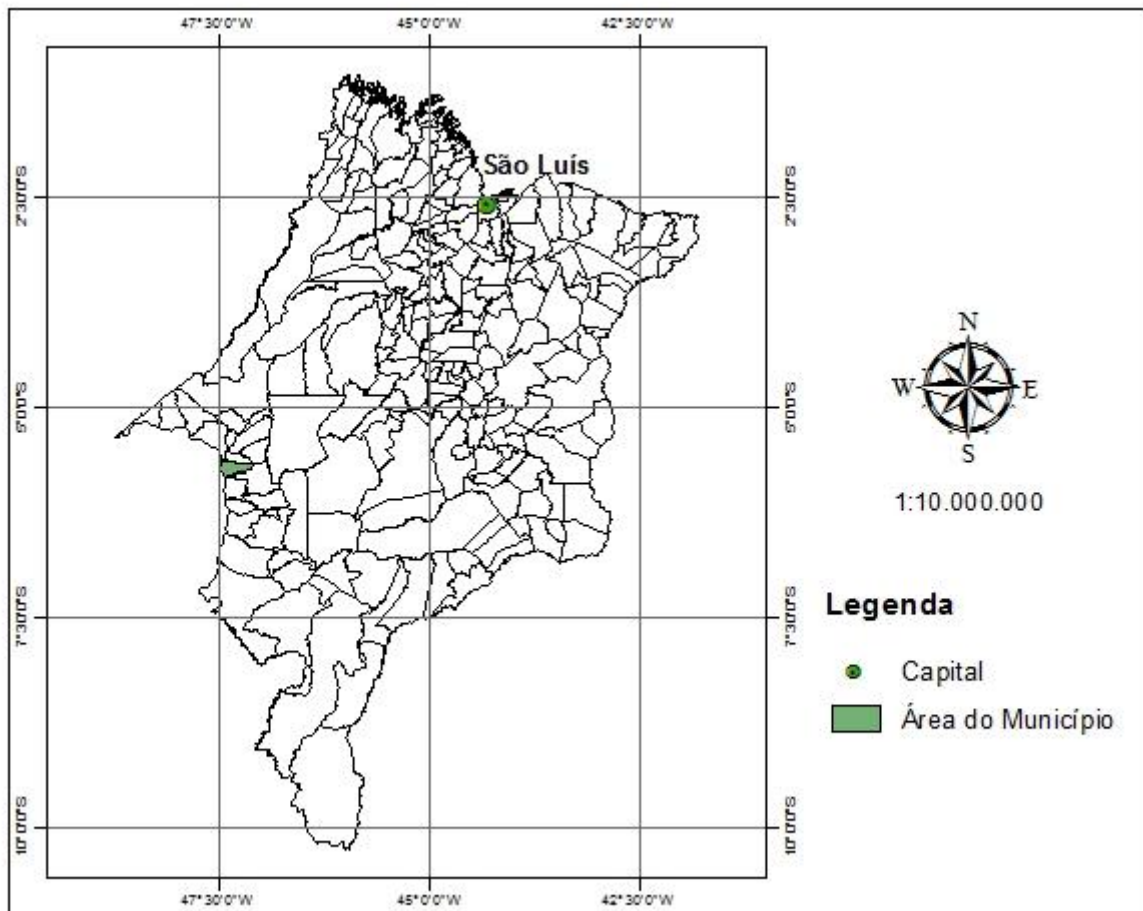 47°30'0"W 45°0'0"W 42°30'0"W
São Luís
2°30'0"S 2°30'0"S
N
W E
S
5°0'0"S 5°0'0"S
1:10.000.000
Legenda
7°30'0"S 7°30'0"S
Capital
Área do Município
10°0'0"S 10°0'0"S
47°30'0"W 45°0'0"W 42°30'0"W